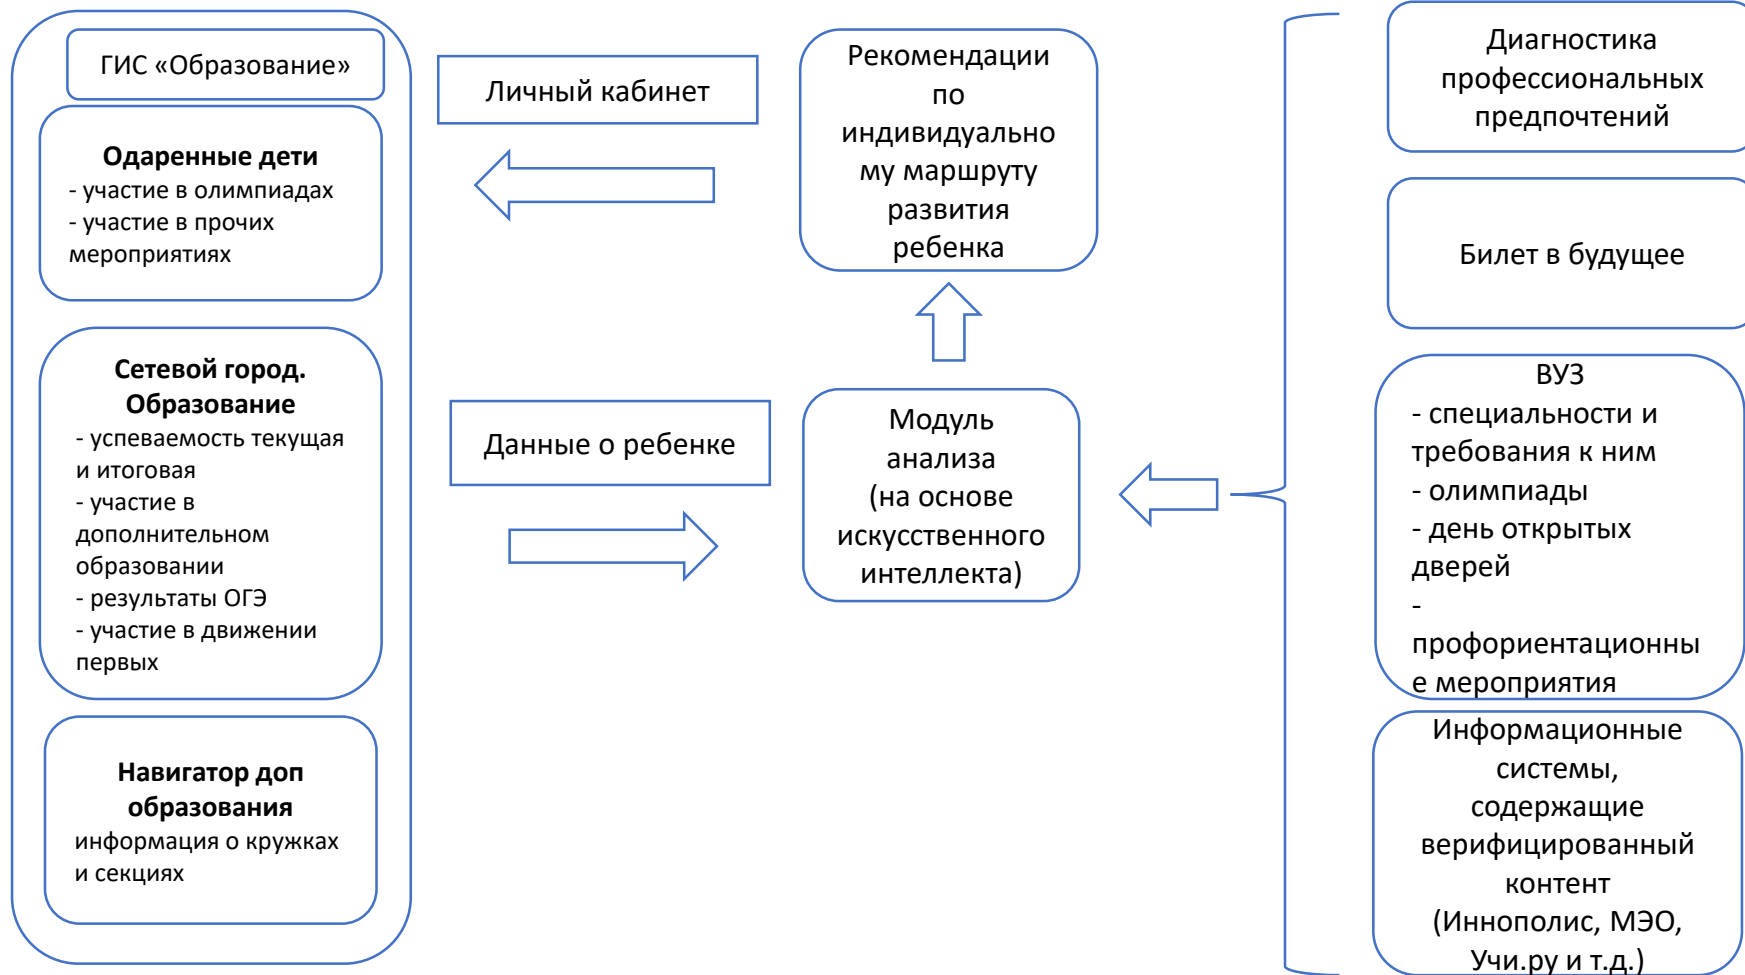 ГИС «Образование»
Одаренные дети
- участие в олимпиадах
- участие в прочих
мероприятиях
Сетевой город.
Образование
- успеваемость текущая
и итоговая
- участие в
дополнительном
образовании
- результаты ОГЭ
- участие в движении
первых
Навигатор доп
образования
информация о кружках
и секциях
Личный кабинет
Данные о ребенке
Рекомендации
по
индивидуально
му маршруту
развития
ребенка
Модуль
анализа
(на основе
искусственного
интеллекта)
Диагностика
профессиональных
предпочтений
Билет в будущее
ВУЗ
- специальности и
требования к ним
- олимпиады
- день открытых
дверей
-
профориентационны
е мероприятия
Информационные
системы,
содержащие
верифицированный
контент
(Иннополис, МЭО,
Учи.ру и т.д.)